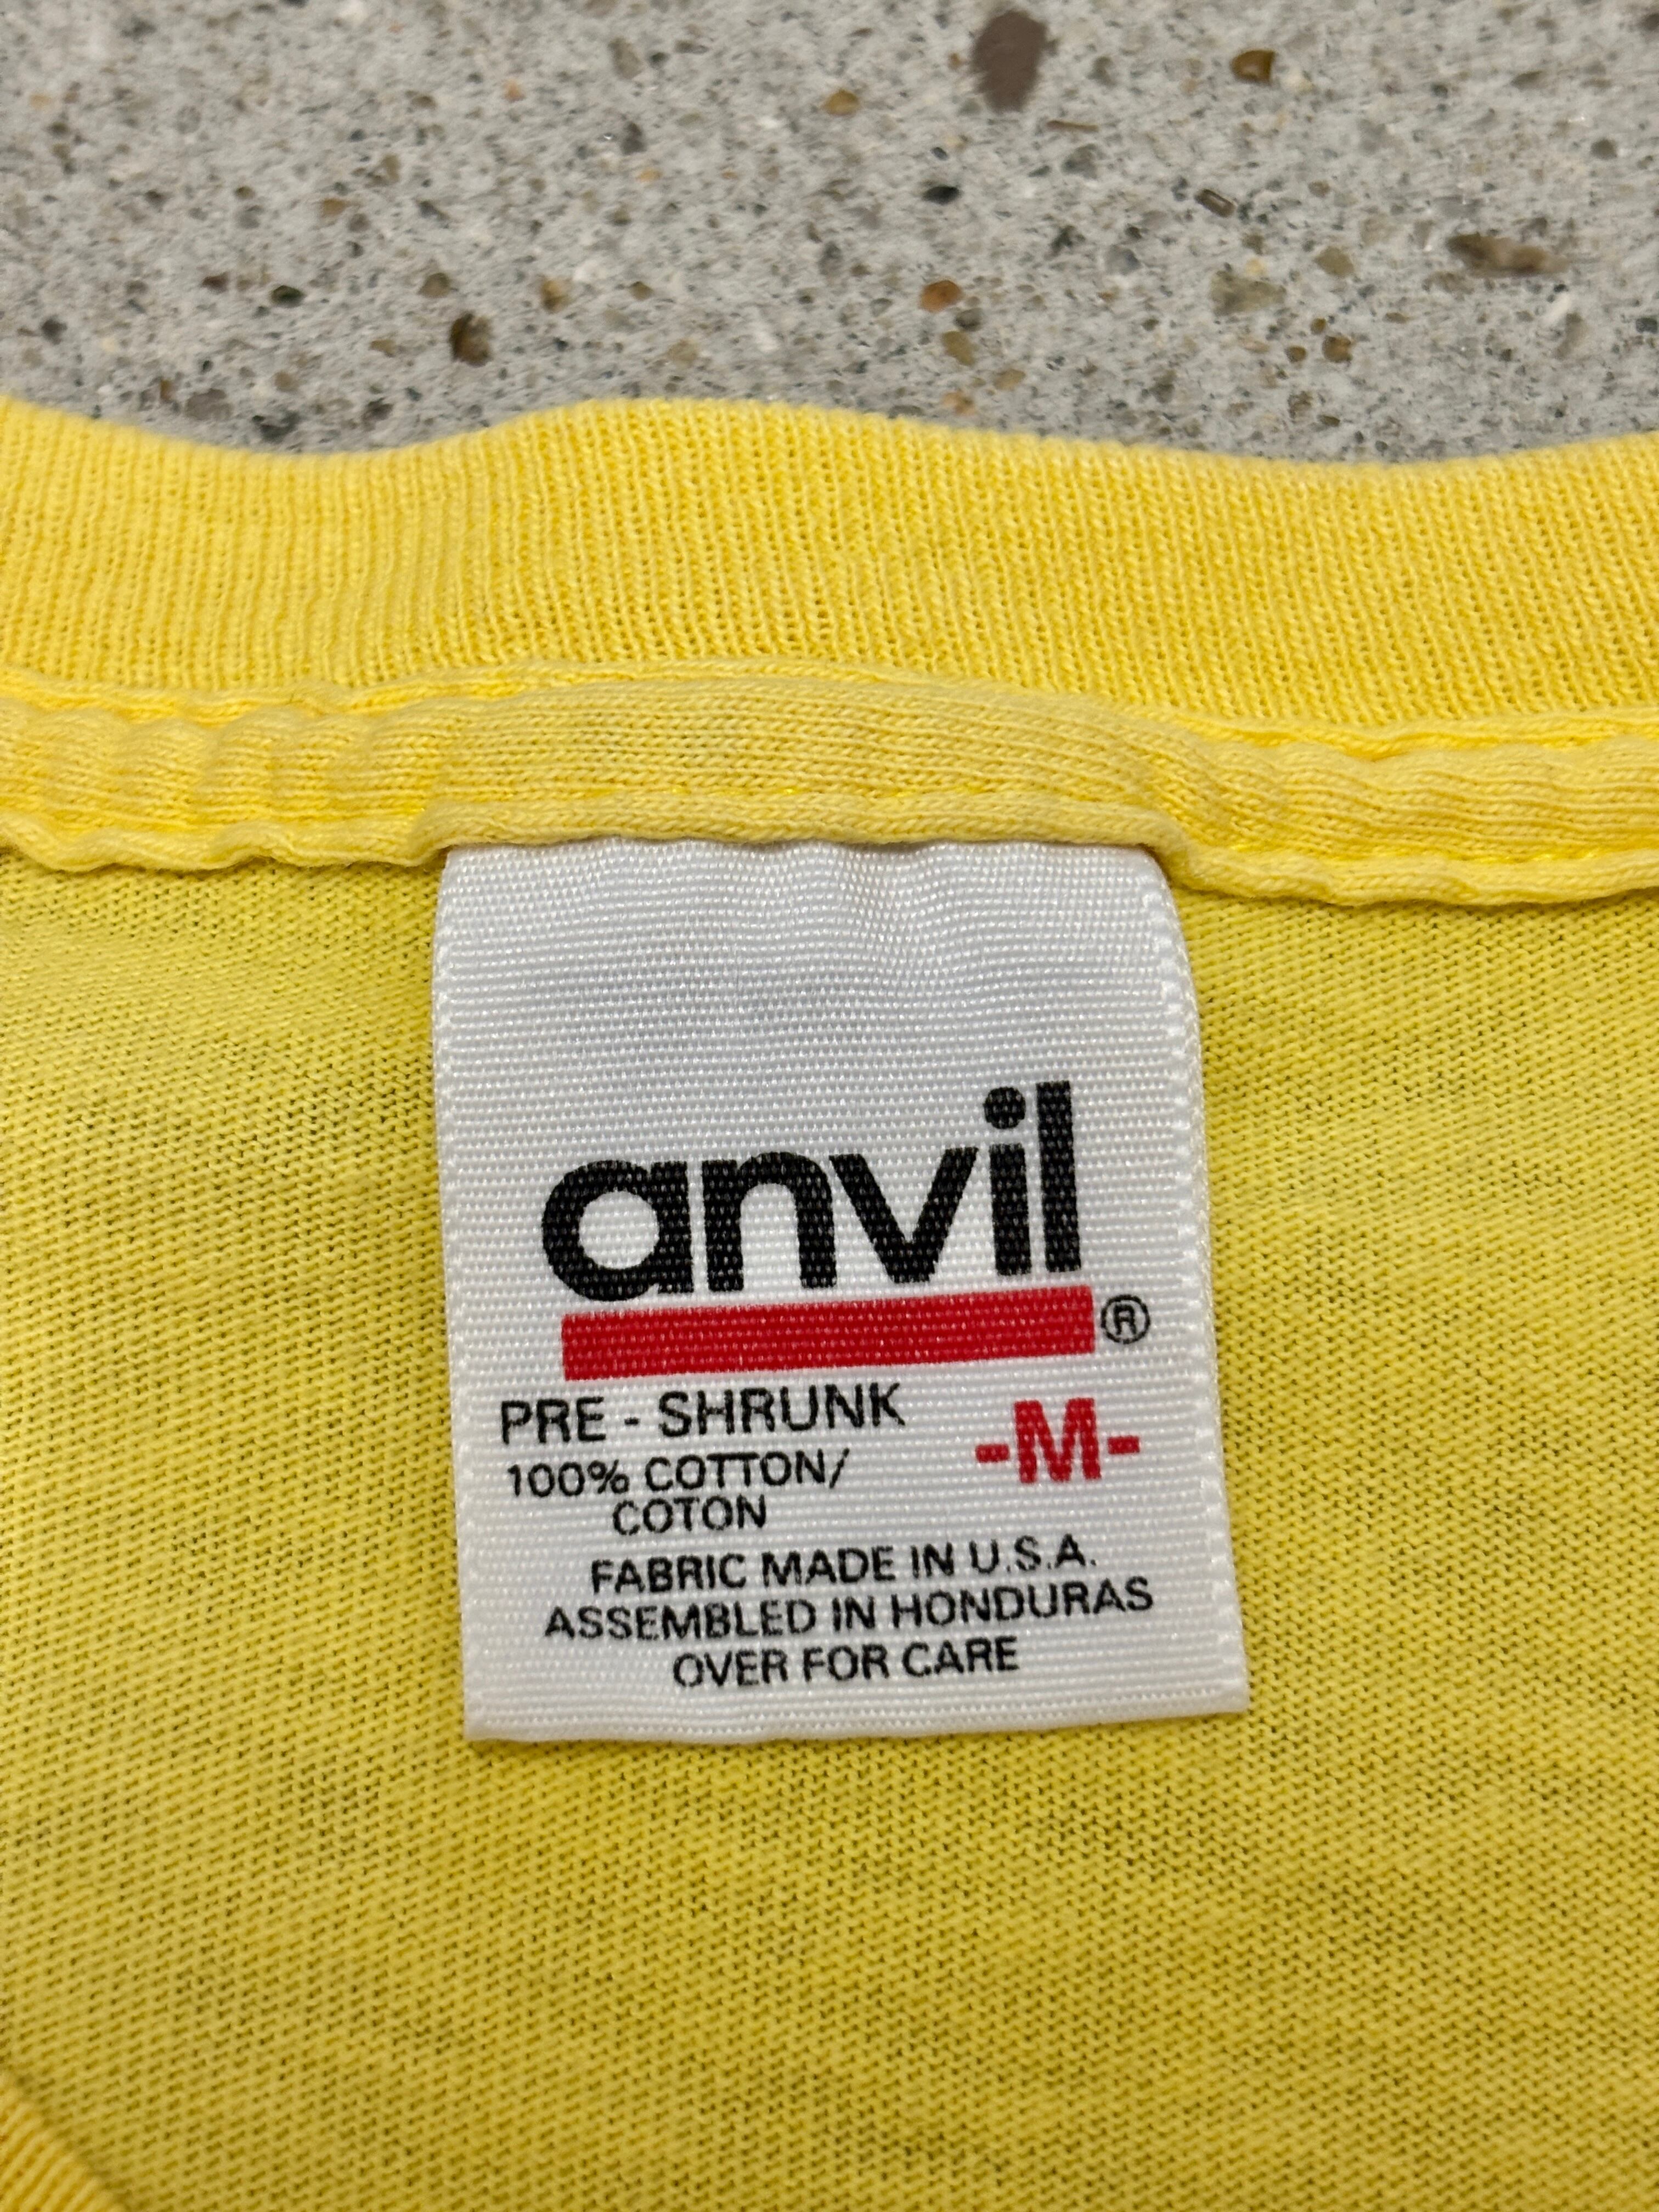 anvil
®
PRE - SHRUNK
-M-
100% COTTON/
COTON
FABRIC MADE IN U.S.A.
ASSEMBLED IN HONDURAS
OVER FOR CARE